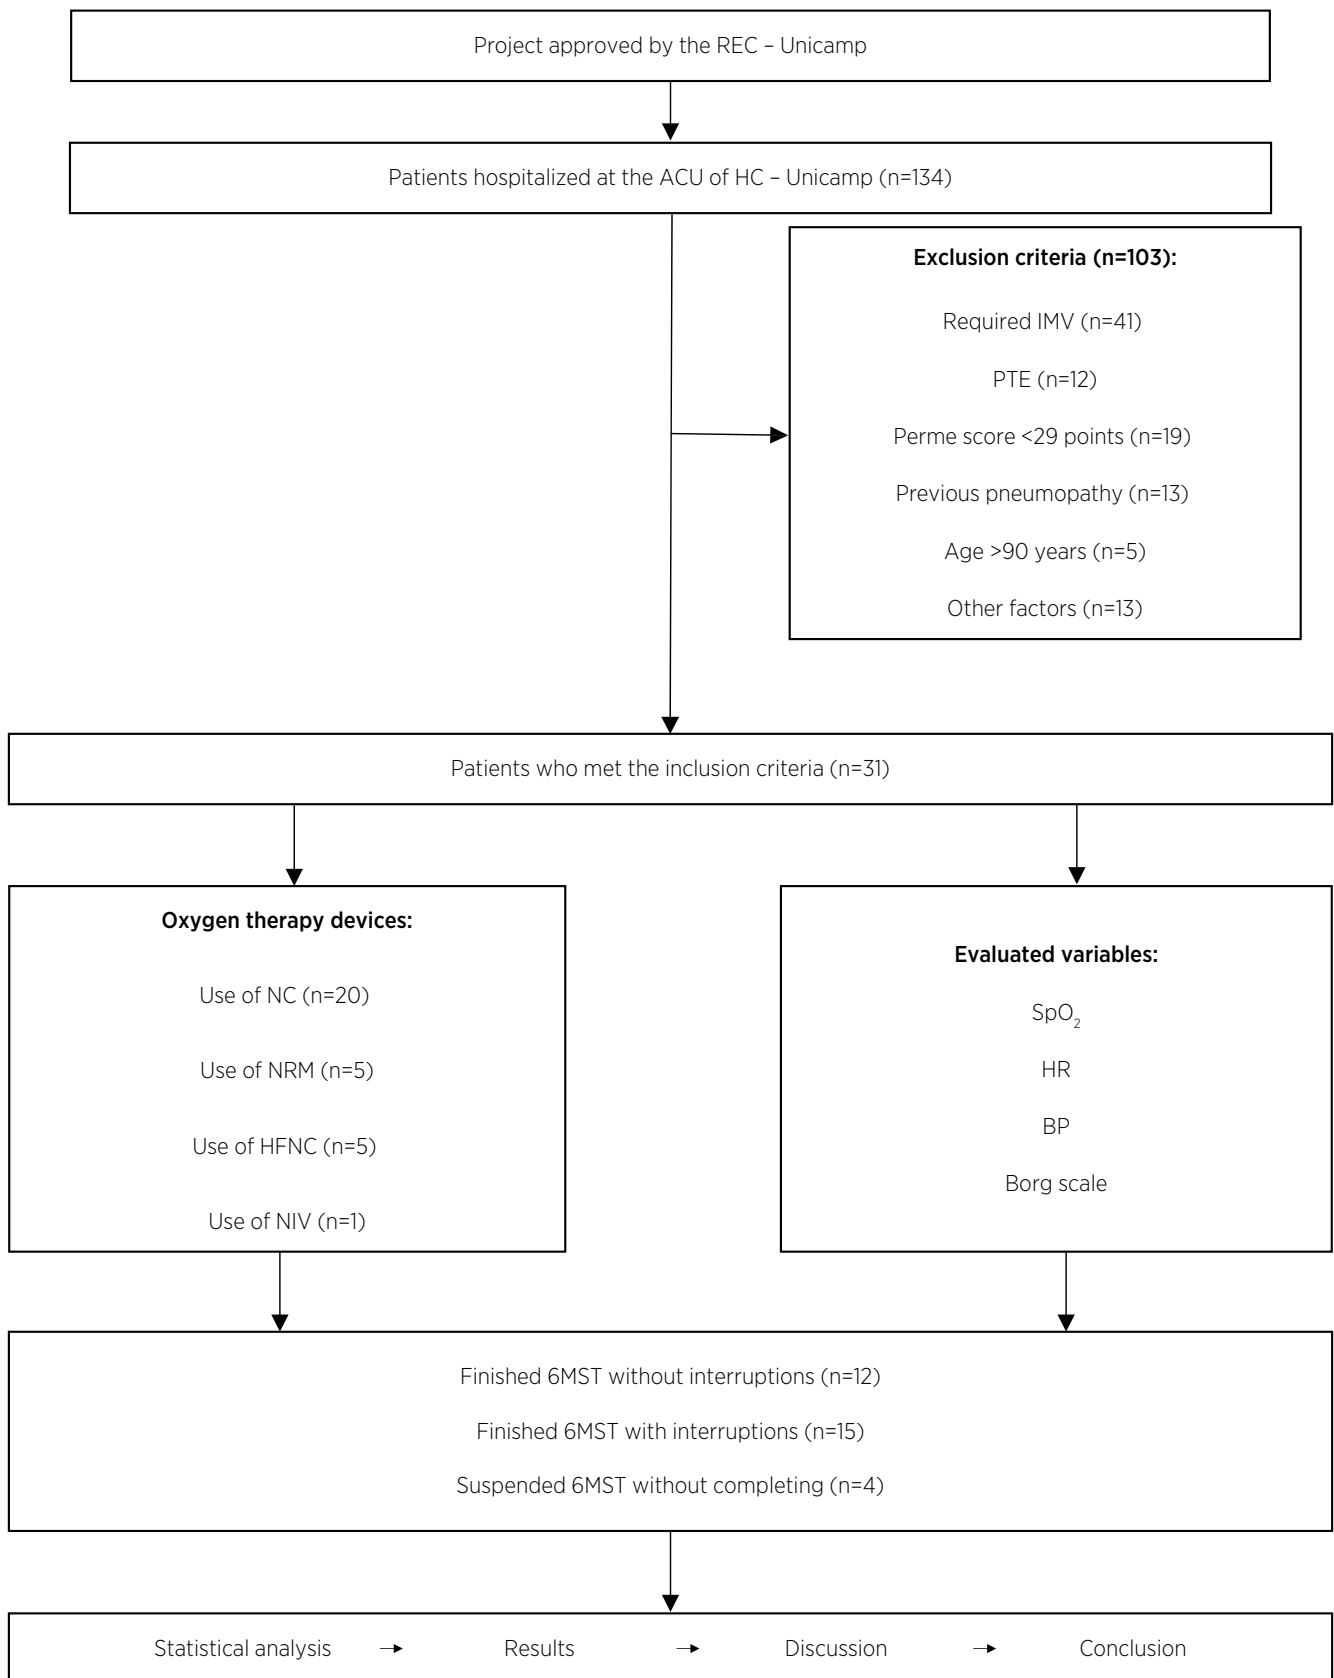 Project approved by the REC – Unicamp
Patients hospitalized at the ACU of HC – Unicamp (n=134)
Exclusion criteria (n=103):
Required IMV (n=41)
PTE (n=12)
Perme score <29 points (n=19)
Previous pneumopathy (n=13)
Age >90 years (n=5)
Other factors (n=13)
Patients who met the inclusion criteria (n=31)
Oxygen therapy devices:
Use of NC (n=20)
Use of NRM (n=5)
Use of HFNC (n=5)
Use of NIV (n=1)
Evaluated variables:
SpO₂
HR
BP
Borg scale
Finished 6MST without interruptions (n=12)
Finished 6MST with interruptions (n=15)
Suspended 6MST without completing (n=4)
Statistical analysis → Results → Discussion → Conclusion